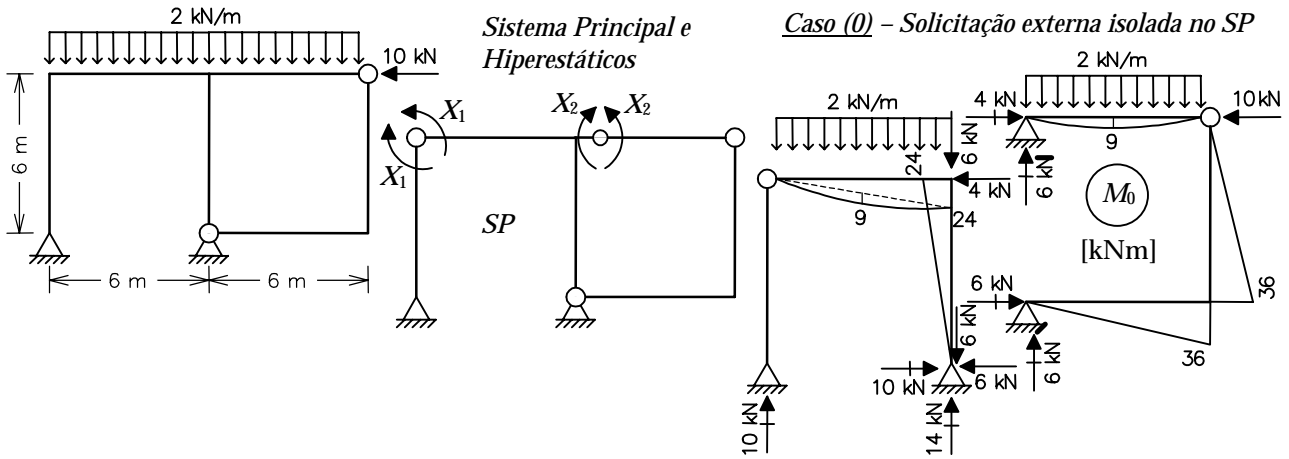 2 kN/m
10 kN
6 m
6 m
6 m
Sistema Principal e
Hiperestáticos
X1
X1
X2
X2
SP
Caso (0) – Solicitação externa isolada no SP
2 kN/m
6 kN
24
4 kN
9
24
6 kN
10 kN
6 kN
10 kN
14 kN
2 kN/m
4 kN
10kN
9
6 kN
M0
[kNm]
6 kN
36
6 kN
36